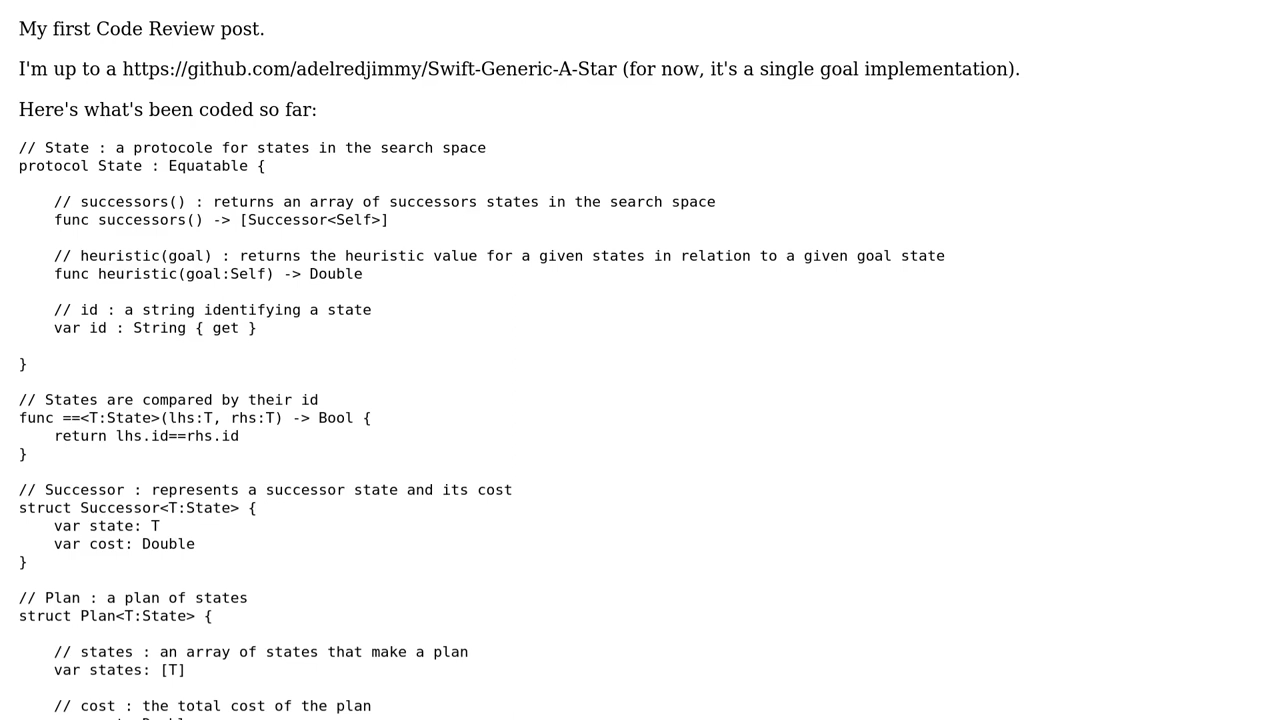 My first Code Review post.
I'm up to a https://github.com/adelredjimmy/Swift-Generic-A-Star (for now, it's a single goal implementation).
Here's what's been coded so far:
// State : a protocole for states in the search space
protocol State : Equatable {
// successors() : returns an array of successors states in the search space
func successors() -> [Successor<Self>]
// heuristic(goal) : returns the heuristic value for a given states in relation to a given goal state
func heuristic(goal:Self) -> Double
// id : a string identifying a state
var id : String { get }
}
// States are compared by their id
func ==<T:State>(lhs:T, rhs:T) -> Bool {
return lhs.id==rhs.id
}
// Successor : represents a successor state and its cost
struct Successor<T:State> {
var state: T
var cost: Double
}
// Plan : a plan of states
struct Plan<T:State> {
// states : an array of states that make a plan
var states: [T]
// cost : the total cost of the plan